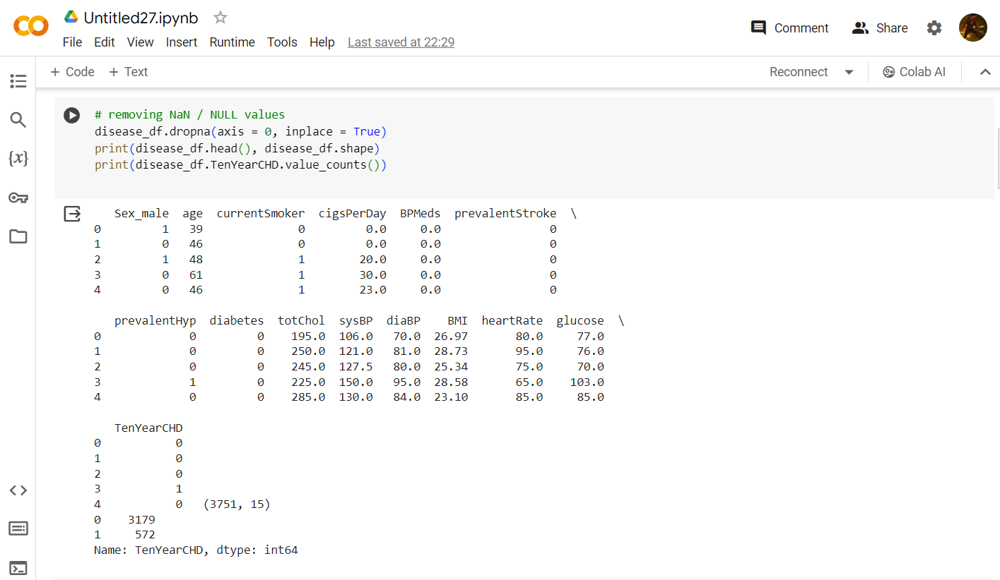 Untitled27.ipynb
File Edit View Insert Runtime Tools Help Last saved at 22:29
Comment Share
+ Code + Text
Reconnect Colab AI
{x}
# removing NaN / NULL values
disease_df.dropna(axis = 0, inplace = True)
print(disease_df.head(), disease_df.shape)
print(disease_df.TenYearCHD.value_counts())
Sex_male age currentSmoker cigsPerDay BPMeds prevalentStroke \
0 1 39 0 0.0 0.0 0
1 0 46 0 0.0 0.0 0
2 1 48 1 20.0 0.0 0
3 0 61 1 30.0 0.0 0
4 0 46 1 23.0 0.0 0
prevalentHyp diabetes totChol sysBP diaBP BMI heartRate glucose \
0 0 0 195.0 106.0 70.0 26.97 80.0 77.0
1 0 0 250.0 121.0 81.0 28.73 95.0 76.0
2 0 0 245.0 127.5 80.0 25.34 75.0 70.0
3 1 0 225.0 150.0 95.0 28.58 65.0 103.0
4 0 0 285.0 130.0 84.0 23.10 85.0 85.0
TenYearCHD
0 0
1 0
2 0
3 1
4 0 (3751, 15)
0 3179
1 572
Name: TenYearCHD, dtype: int64